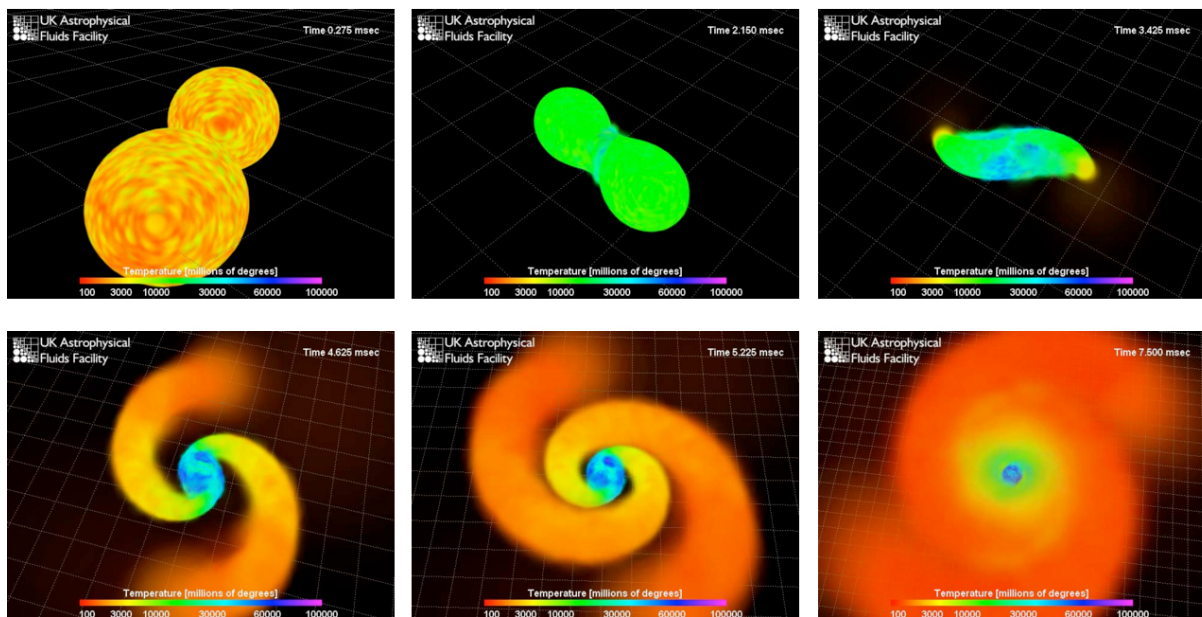 UK Astrophysical
Fluids Facility
Time 0.275 msec
Temperature [millions of degrees]
100 3000 10000 30000 60000 100000
UK Astrophysical
Fluids Facility
Time 2.150 msec
Temperature [millions of degrees]
100 3000 10000 30000 60000 100000
UK Astrophysical
Fluids Facility
Time 3.425 msec
Temperature [millions of degrees]
100 3000 10000 30000 60000 100000
UK Astrophysical
Fluids Facility
Time 4.625 msec
Temperature [millions of degrees]
100 3000 10000 30000 60000 100000
UK Astrophysical
Fluids Facility
Time 5.225 msec
Temperature [millions of degrees]
100 3000 10000 30000 60000 100000
UK Astrophysical
Fluids Facility
Time 7.500 msec
Temperature [millions of degrees]
100 3000 10000 30000 60000 100000